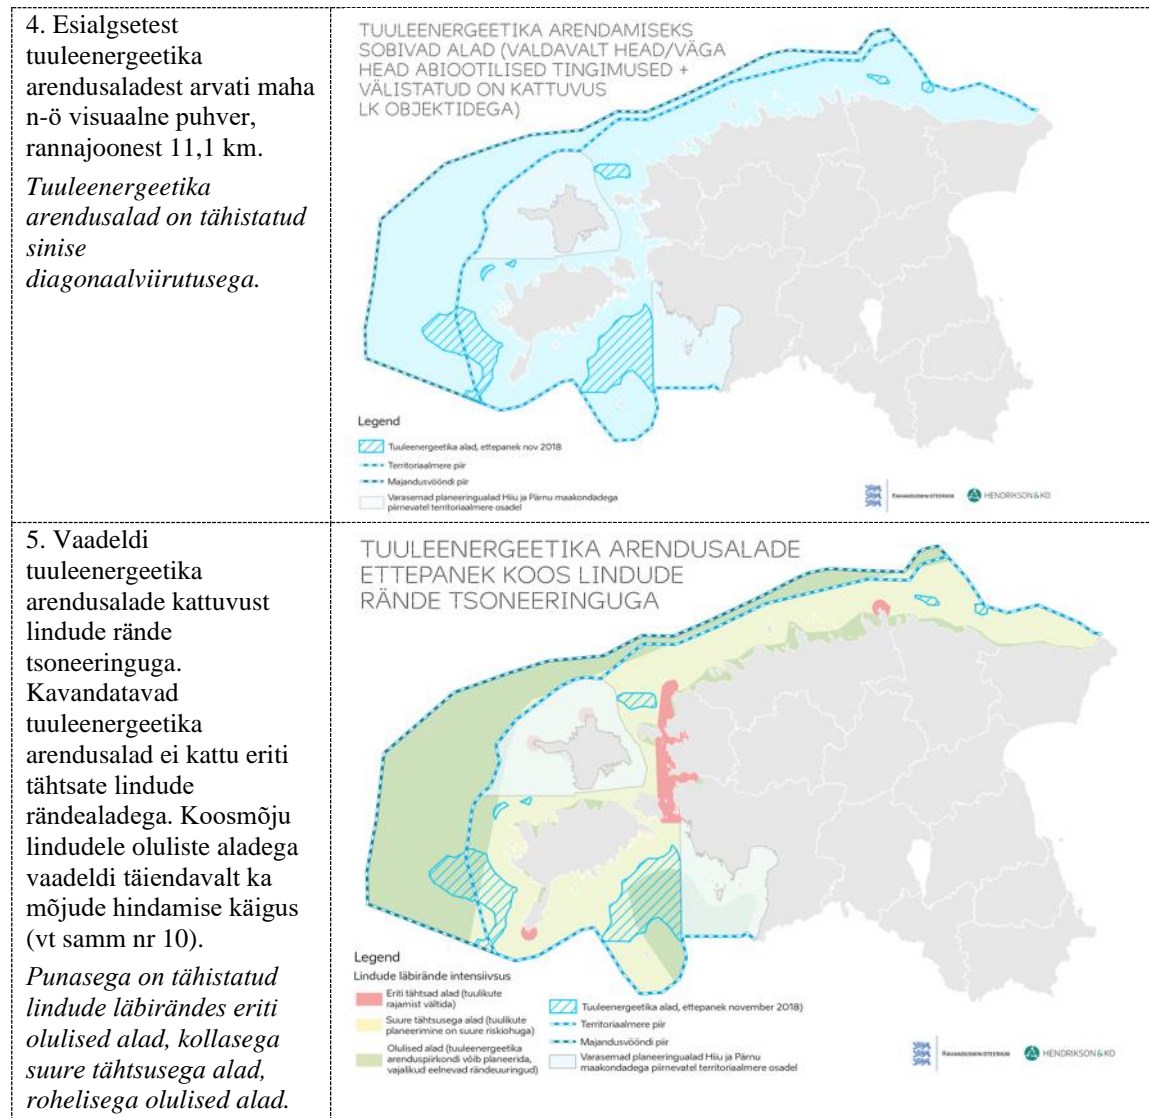 4. Esialgsetest
tuuleenergeetika
arendusaladest arvati maha
n-ö visuaalne puhver,
rannajoonest 11,1 km.
Tuuleenergeetika
arendusalad on tähistatud
sinise
diagonaalviirutusega.
TUULEENERGEETIKA ARENDAMISEKS
SOBIVAD ALAD (VALDAVALT HEAD/VÄGA
HEAD ABIOOTILISED TINGIMUSED +
VÄLISTATUD ON KATTUVUS
LK OBJEKTIDEGA)
Legend
Tuuleenergeetika alad, ettepanek nov 2018
Territoriaalmere piir
Majandusvööndi piir
Varasemad planeeringualad Hiiu ja Pärnu maakondadega
piirnevatel territoriaalmere osadel
RAHANDUSMINISTEERIUM
HENDRIKSON&KO
5. Vaadeldi
tuuleenergeetika
arendusalade kattuvust
lindude rände
tsoneeringuga.
Kavandatavad
tuuleenergeetika
arendusalad ei kattu eriti
tähtsate lindude
rändealadega. Koosmõju
lindudele oluliste aladega
vaadeldi täiendavalt ka
mõjude hindamise käigus
(vt samm nr 10).
Punasega on tähistatud
lindude läbirändes eriti
olulised alad, kollasega
suure tähtsusega alad,
rohelisega olulised alad.
TUULEENERGEETIKA ARENDUSALADE
ETTEPANEK KOOS LINDUDE
RÄNDE TSONEERINGUGA
Legend
Lindude läbirände intensiivsus
Eriti tähtsad alad (tuulikute
rajamist vältida)
Suure tähtsusega alad (tuulikute
planeerimine on suure riskiohuga)
Olulised alad (tuuleenergeetika
arenduspiirkondi võib planeerida,
vajalikud eelnevad rändeuuringud)
Tuuleenergeetika alad, ettepanek november 2018)
Territoriaalmere piir
Majandusvööndi piir
Varasemad planeeringualad Hiiu ja Pärnu
maakondadega piirnevatel territoriaalmere osadel
RAHANDUSMINISTEERIUM
HENDRIKSON&KO